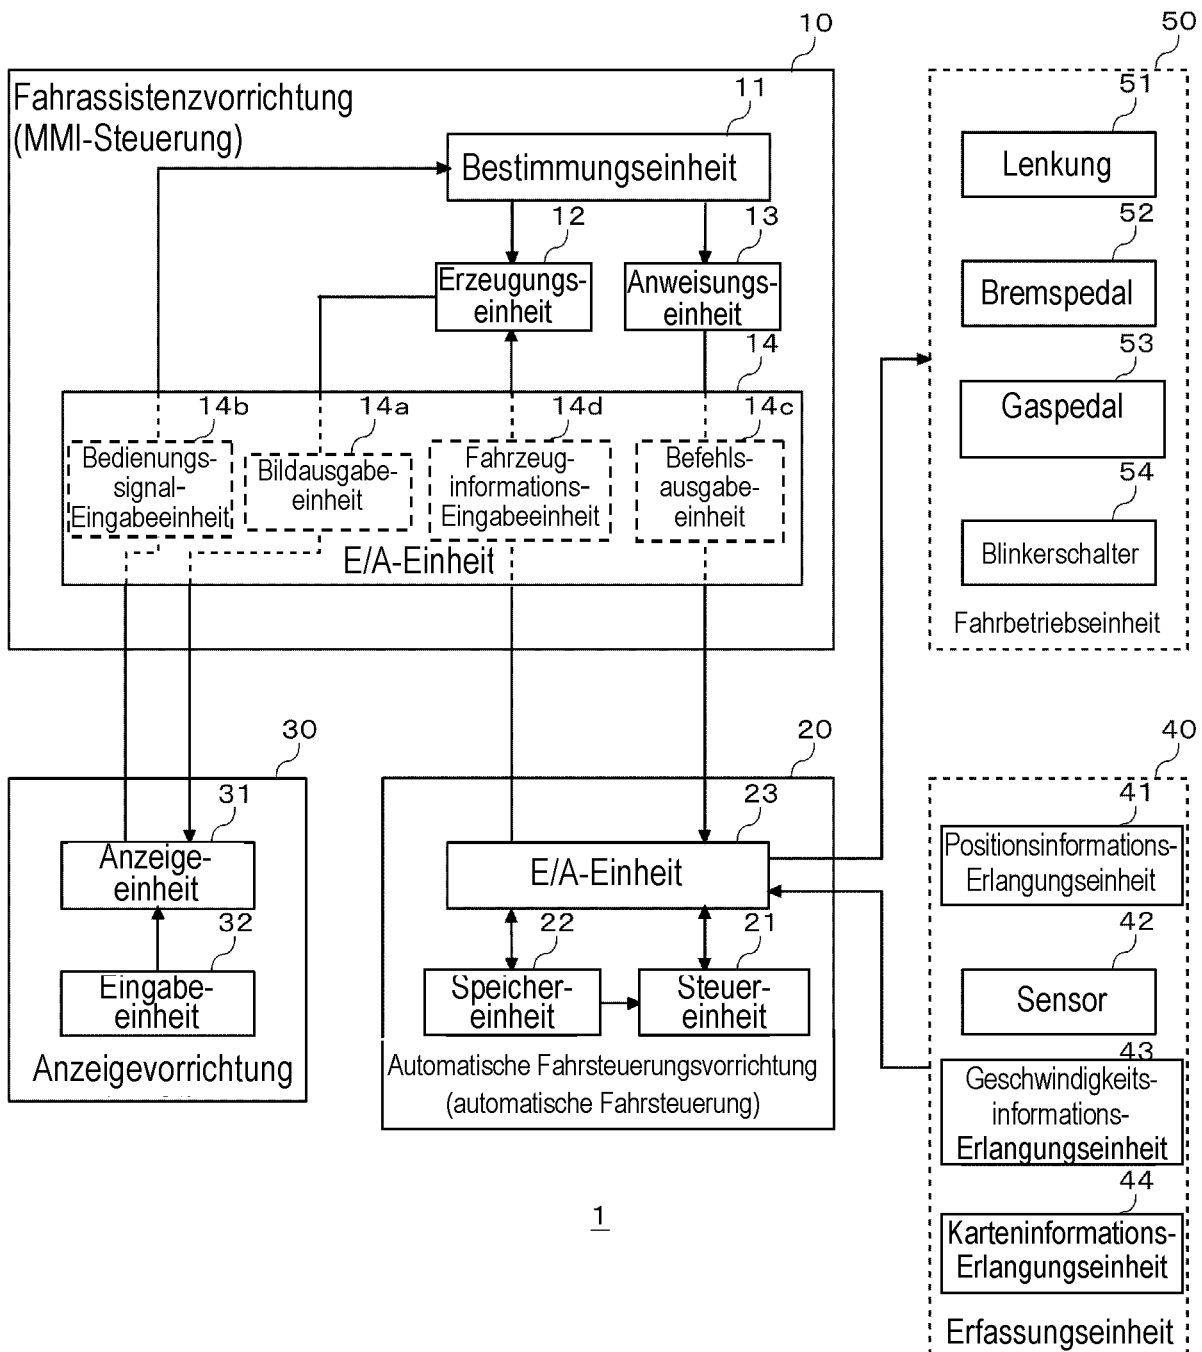 10
Fahrassistenzvorrichtung
(MMI-Steuerung)
11
Bestimmungseinheit
12
Erzeugungs-
einheit
13
Anweisungs-
einheit
14
14b
Bedienungs-
signal-
Eingabeeinheit
14a
Bildausgabe-
einheit
14d
Fahrzeug-
informations-
Eingabeeinheit
14c
Befehls-
ausgabe-
einheit
E/A-Einheit
50
51
Lenkung
52
Bremspedal
53
Gaspedal
54
Blinkerschalter
Fahrbetriebseinheit
30
31
Anzeige-
einheit
32
Eingabe-
einheit
Anzeigevorrichtung
20
23
E/A-Einheit
22
Speicher-
einheit
21
Steuer-
einheit
Automatische Fahrsteuerungsvorrichtung
(automatische Fahrsteuerung)
40
41
Positionsinformations-
Erlangungseinheit
42
Sensor
43
Geschwindigkeits-
informations-
Erlangungseinheit
44
Karteninformations-
Erlangungseinheit
Erfassungseinheit
1